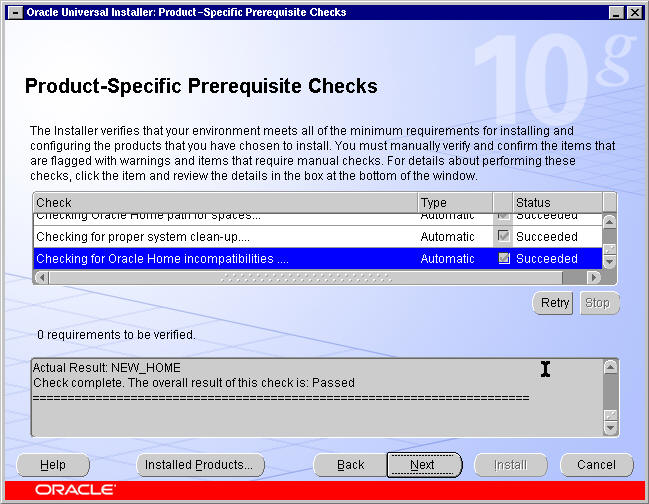 Oracle Universal Installer: Product-Specific Prerequisite Checks
10g
Product-Specific Prerequisite Checks
The Installer verifies that your environment meets all of the minimum requirements for installing and
configuring the products that you have chosen to install. You must manually verify and confirm the items that
are flagged with warnings and items that require manual checks. For details about performing these
checks, click the item and review the details in the box at the bottom of the window.
Check Type Status
Checking Oracle Home path for spaces... Automatic Succeeded
Checking for proper system clean-up.... Automatic Succeeded
Checking for Oracle Home incompatibilities .... Automatic Succeeded
Retry Stop
0 requirements to be verified.
Actual Result: NEW_HOME
Check complete. The overall result of this check is: Passed
========================================================================
Help Installed Products... Back Next Install Cancel
ORACLE